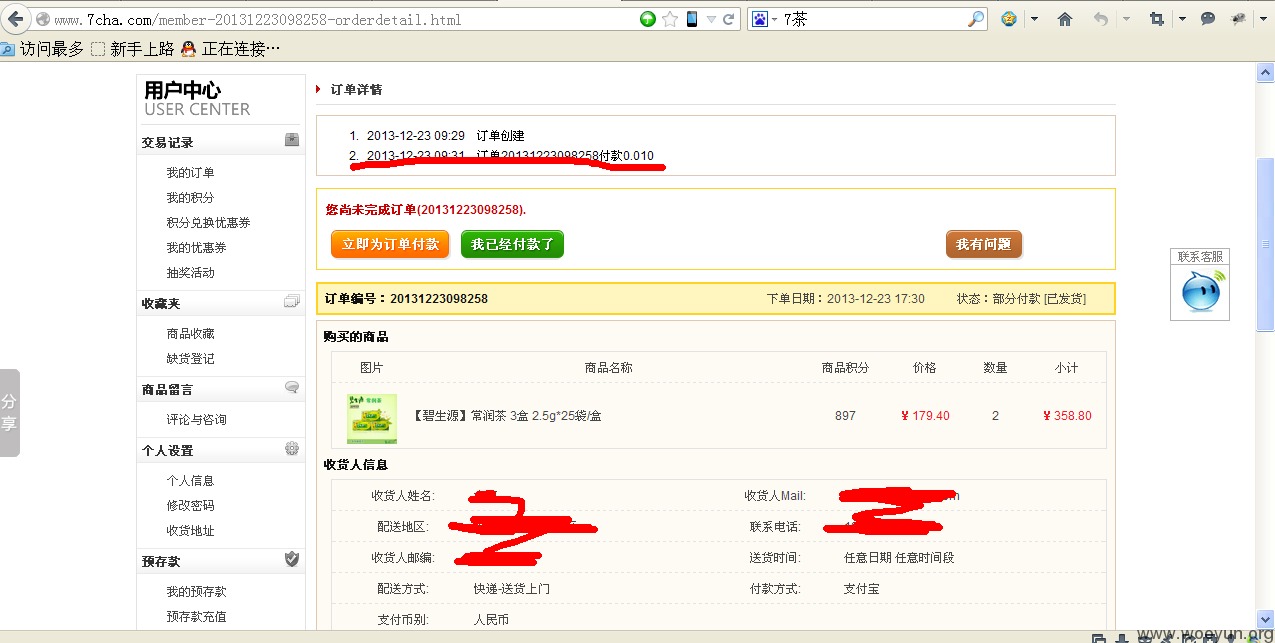 www.7cha.com/member-20131223098258-orderdetail.html 7茶
访问最多 新手上路 正在连接…
用户中心
USER CENTER
交易记录
我的订单
我的积分
积分兑换优惠券
我的优惠券
抽奖活动
收藏夹
商品收藏
缺货登记
商品留言
评论与咨询
个人设置
个人信息
修改密码
收货地址
预存款
我的预存款
预存款充值
订单详情
1. 2013-12-23 09:29 订单创建
2. 2013-12-23 09:31 订单20131223098258付款0.010
您尚未完成订单(20131223098258).
立即为订单付款 我已经付款了 我有问题
订单编号：20131223098258 下单日期：2013-12-23 17:30 状态：部分付款 [已发货]
购买的商品
图片 商品名称 商品积分 价格 数量 小计
【碧生源】常润茶 3盒 2.5g*25袋/盒 897 ¥ 179.40 2 ¥ 358.80
收货人信息
收货人姓名: 收货人Mail:
配送地区: 联系电话:
收货人邮编: 送货时间: 任意日期 任意时间段
配送方式: 快递-送货上门 付款方式: 支付宝
支付币别: 人民币
联系客服
分享
www.wooyun.org